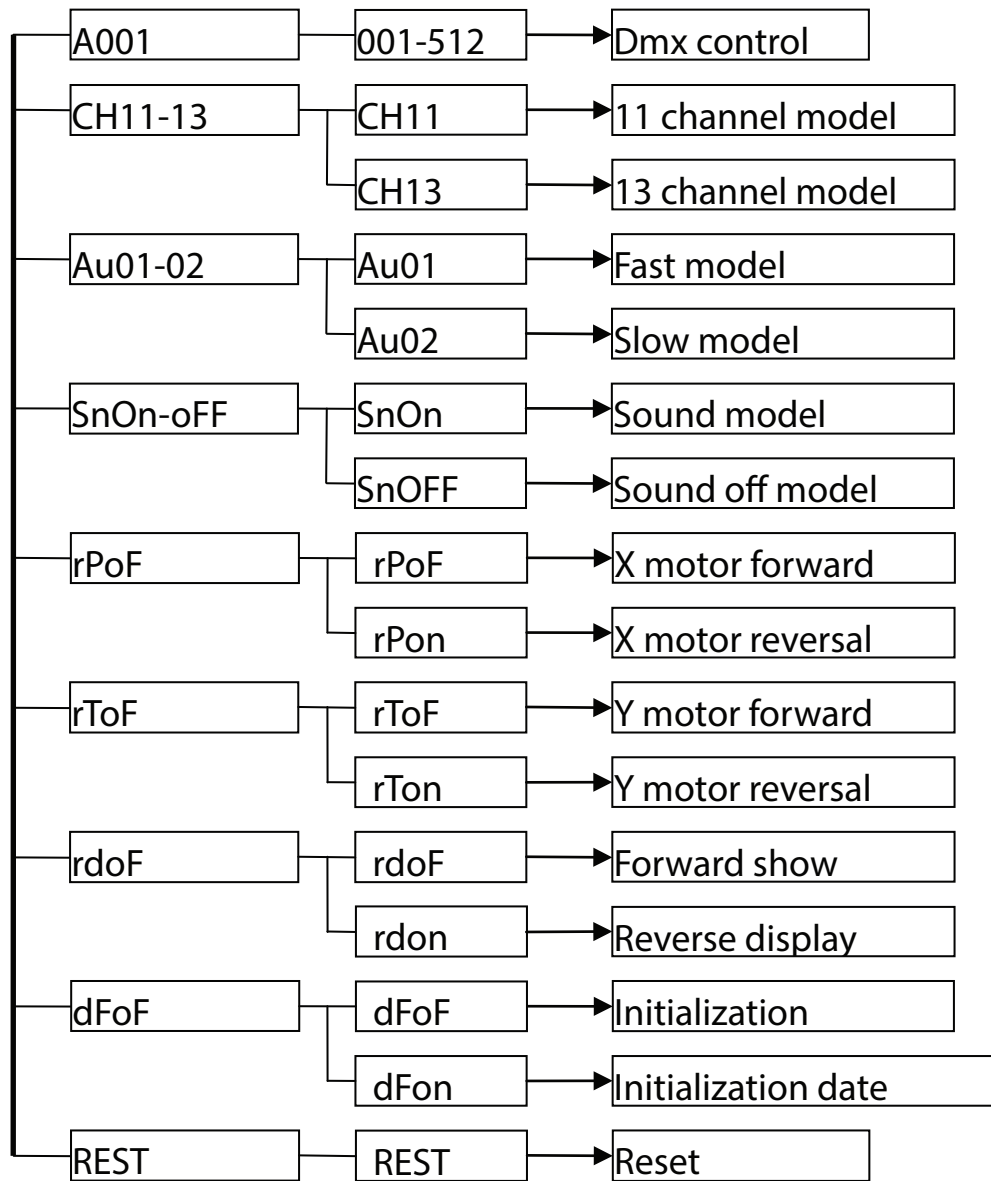 A001 001-512 Dmx control
CH11-13 CH11 11 channel model
CH13 13 channel model
Au01-02 Au01 Fast model
Au02 Slow model
SnOn-oFF SnOn Sound model
SnOFF Sound off model
rPoF rPoF X motor forward
rPon X motor reversal
rToF rToF Y motor forward
rTon Y motor reversal
rdoF rdoF Forward show
rdon Reverse display
dFoF dFoF Initialization
dFon Initialization date
REST REST Reset